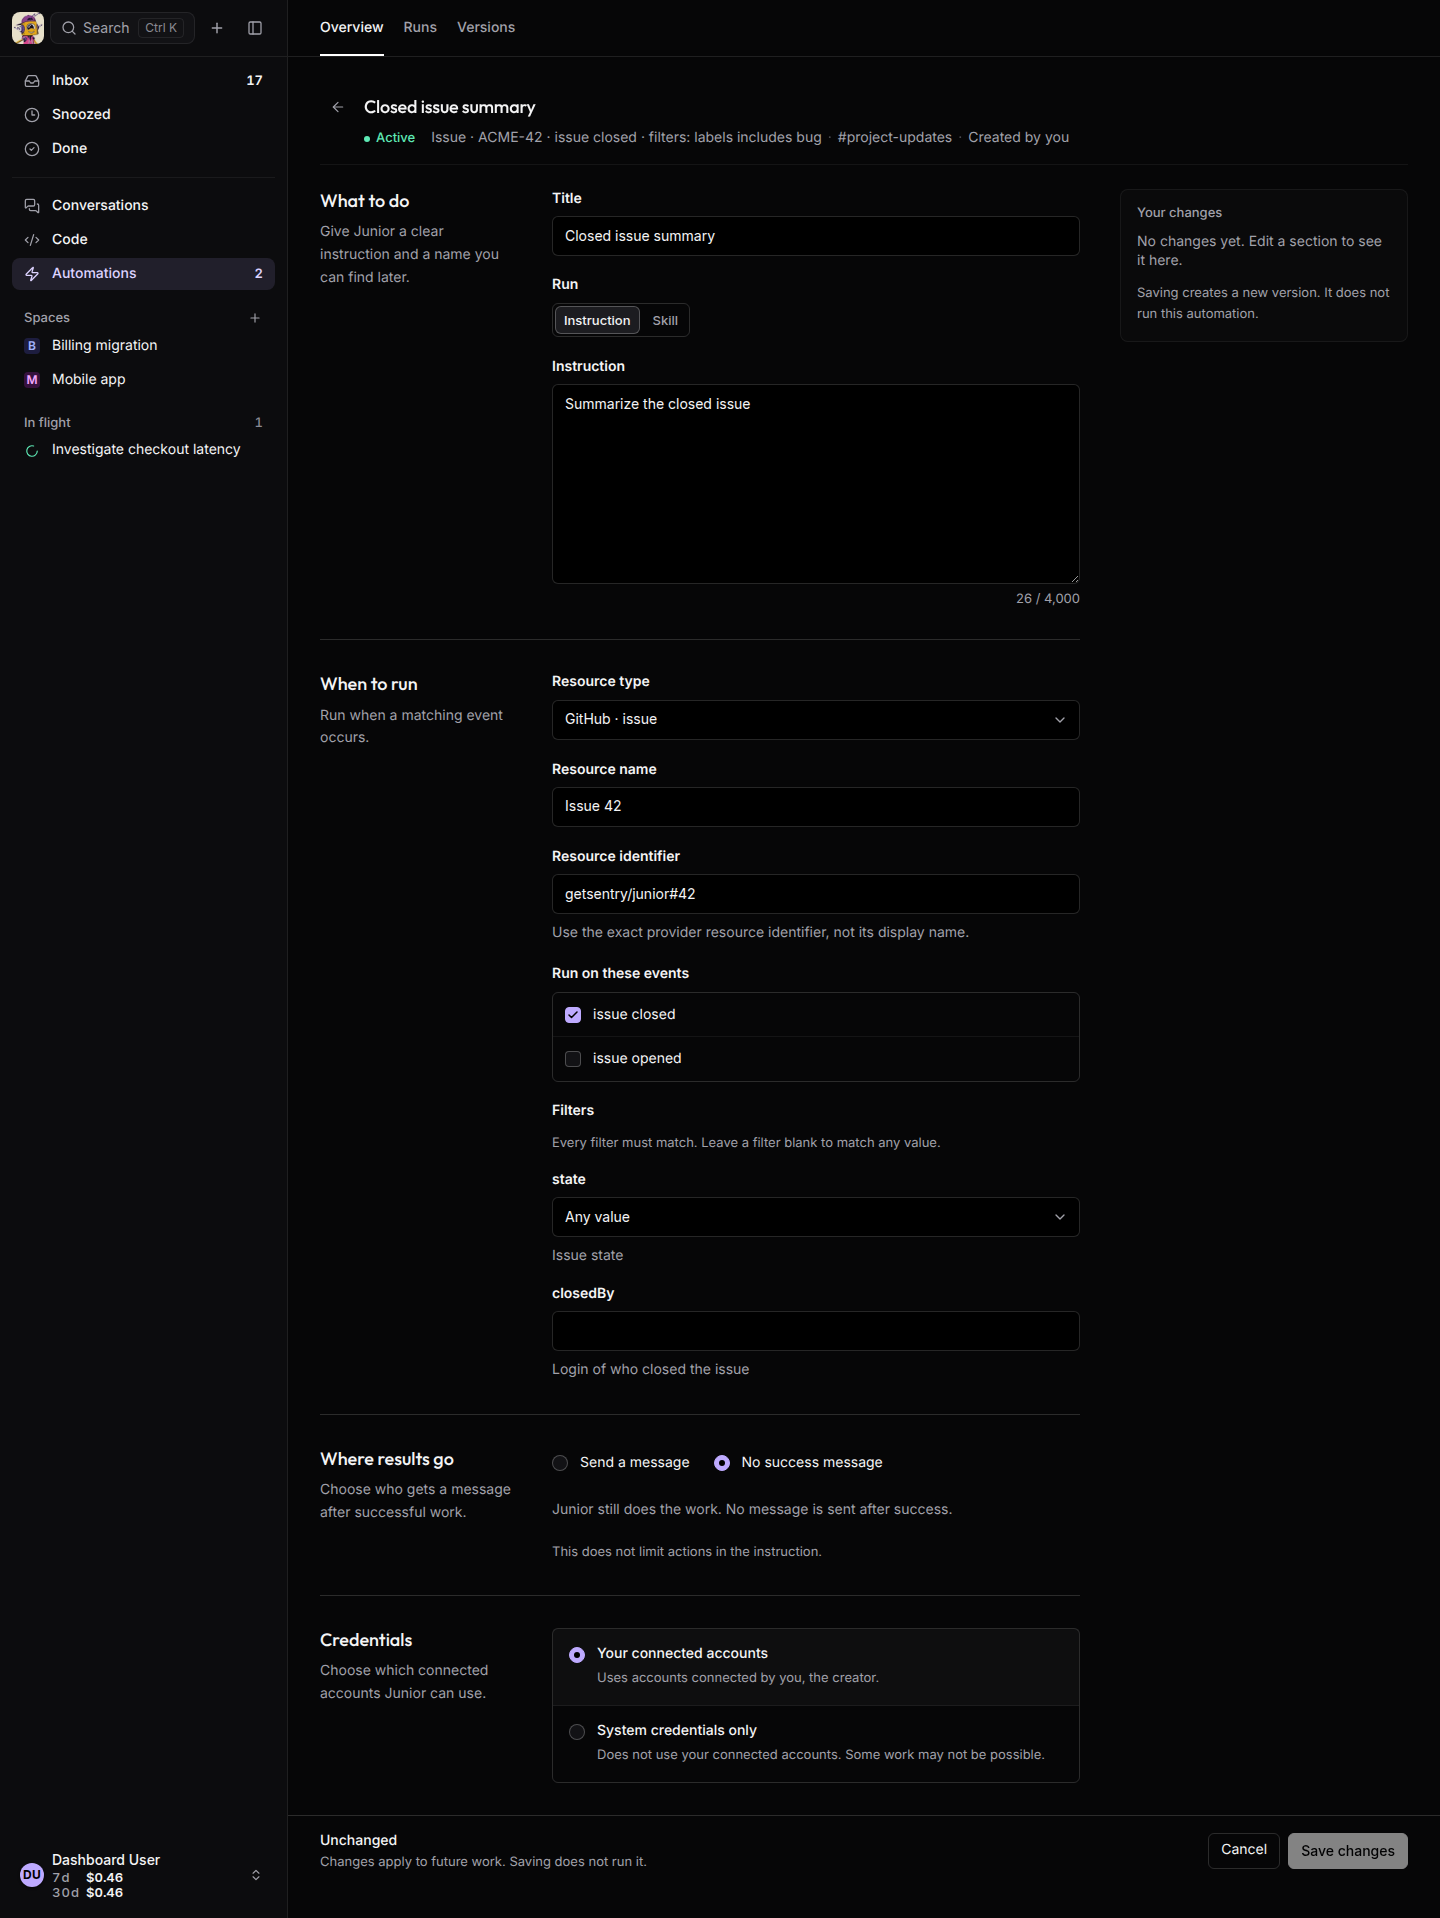 Search Ctrl K
Inbox 17
Snoozed
Done
Conversations
Code
Automations 2
Spaces
B Billing migration
M Mobile app
In flight 1
Investigate checkout latency
DU Dashboard User
7d $0.46
30d $0.46
Overview Runs Versions
Closed issue summary
Active Issue · ACME-42 · issue closed · filters: labels includes bug · #project-updates · Created by you
What to do
Give Junior a clear
instruction and a name you
can find later.
Title
Closed issue summary
Run
Instruction Skill
Instruction
Summarize the closed issue
26 / 4,000
Your changes
No changes yet. Edit a section to see
it here.
Saving creates a new version. It does not
run this automation.
When to run
Run when a matching event
occurs.
Resource type
GitHub · issue
Resource name
Issue 42
Resource identifier
getsentry/junior#42
Use the exact provider resource identifier, not its display name.
Run on these events
issue closed
issue opened
Filters
Every filter must match. Leave a filter blank to match any value.
state
Any value
Issue state
closedBy
Login of who closed the issue
Where results go
Choose who gets a message
after successful work.
Send a message No success message
Junior still does the work. No message is sent after success.
This does not limit actions in the instruction.
Credentials
Choose which connected
accounts Junior can use.
Your connected accounts
Uses accounts connected by you, the creator.
System credentials only
Does not use your connected accounts. Some work may not be possible.
Unchanged
Changes apply to future work. Saving does not run it.
Cancel Save changes